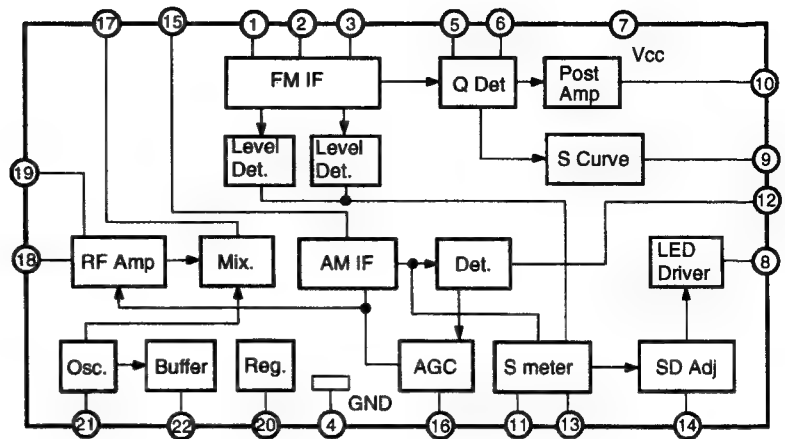 17 15 1 2 3 5 6 7
Vcc
FM IF
Q Det
Post
Amp
10
Level
Det.
Level
Det.
S Curve
9
19
12
18
RF Amp
Mix.
AM IF
Det.
LED
Driver
8
Osc.
Buffer
Reg.
GND
AGC
S meter
SD Adj
21 22 20 4 16 11 13 14